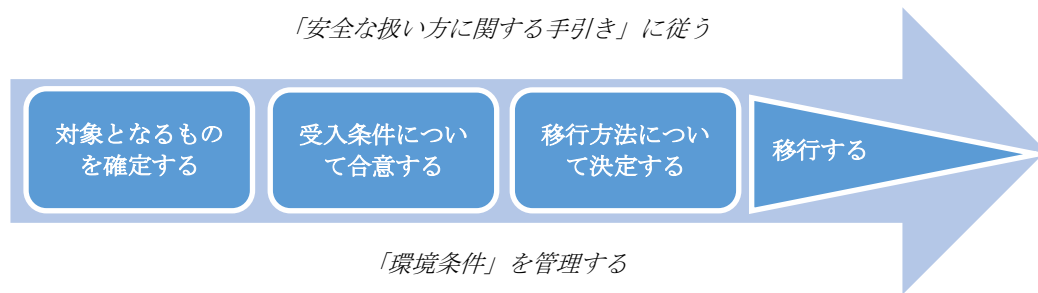 「安全な扱い方に関する手引き」に従う
対象となるもの
を確定する
受入条件につい
て合意する
移行方法につい
て決定する
移行する
「環境条件」を管理する